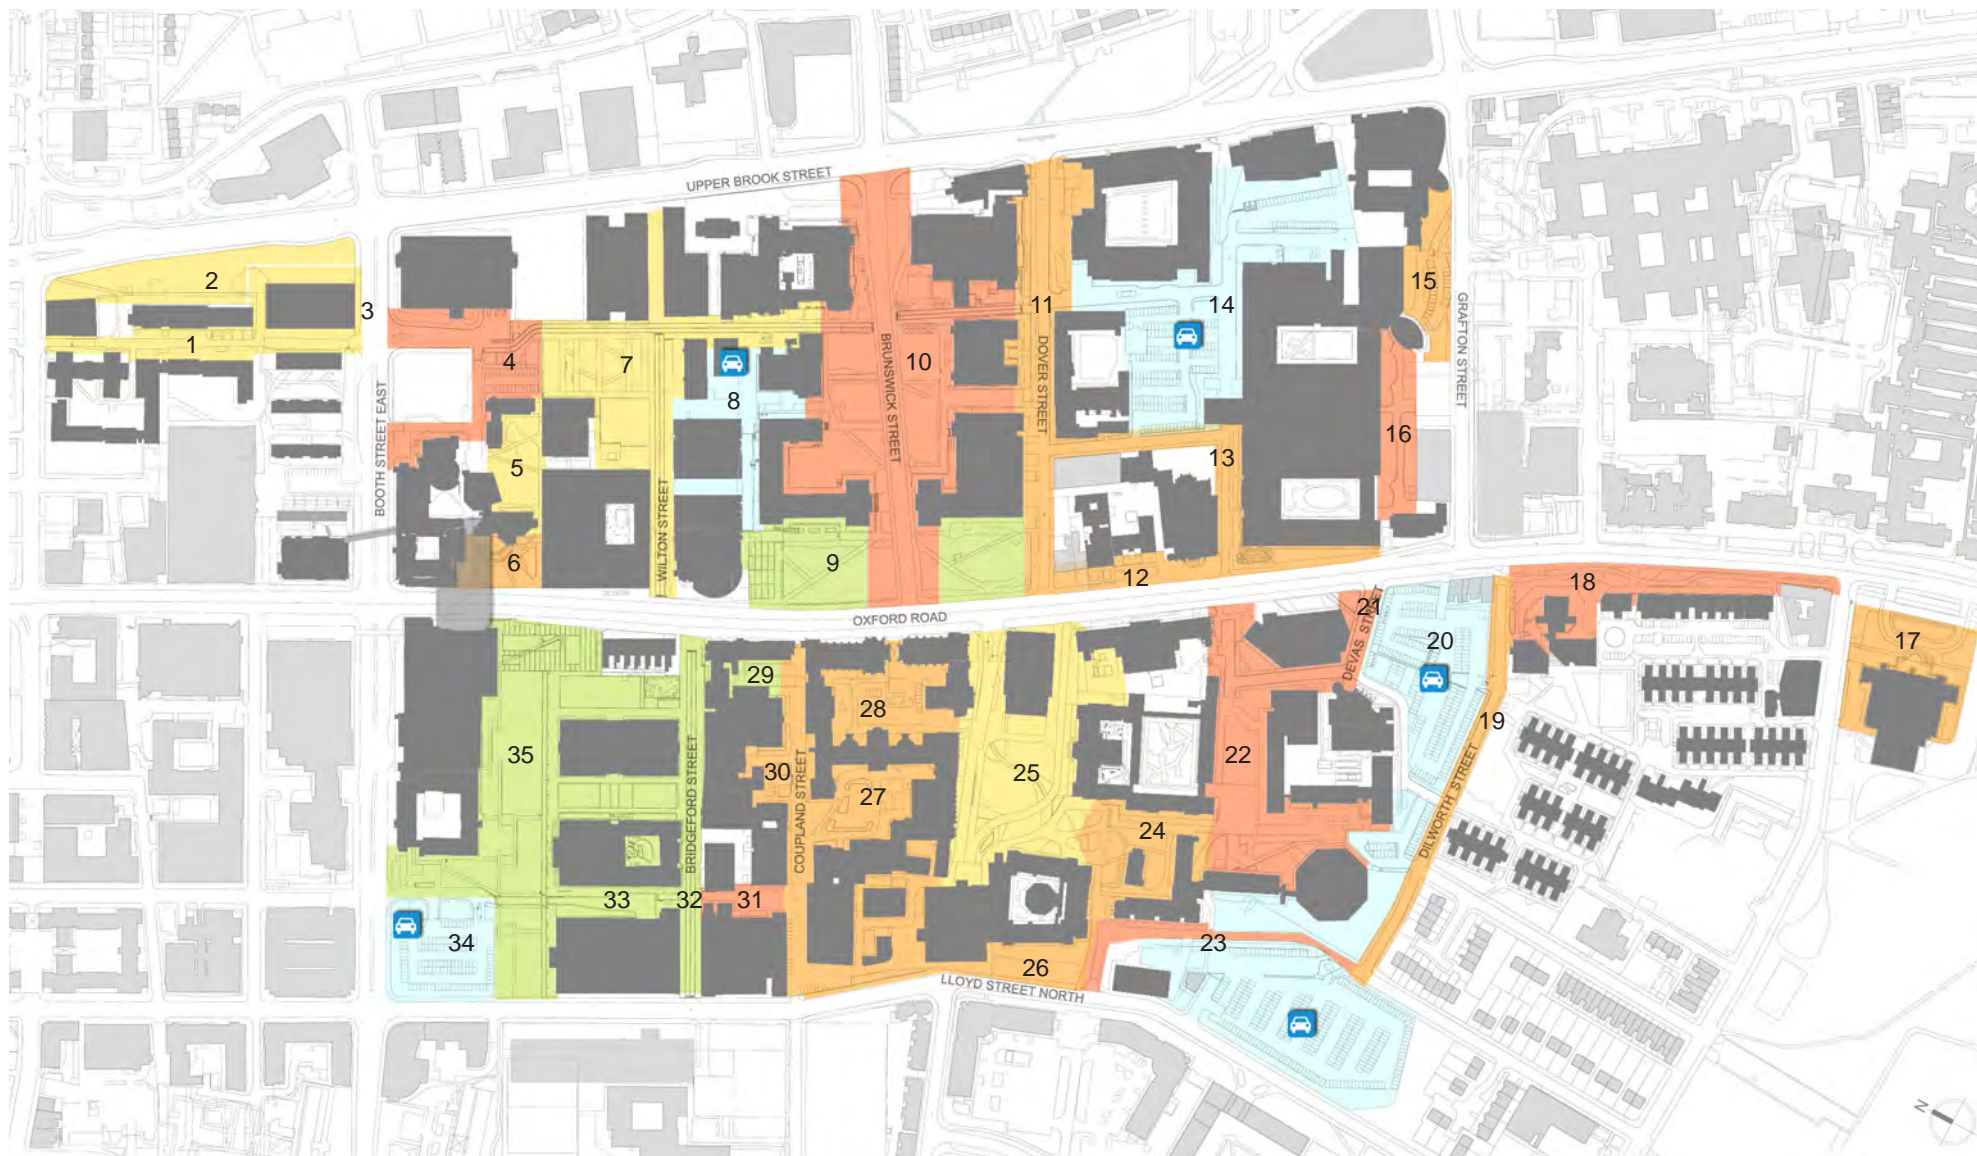 UPPER BROOK STREET
2
3
1
4
7
8
10
11
14
15
16
13
5
6
9
12
BOOTH STREET EAST
WILTON STREET
BRUNSWICK STREET
DOVER STREET
GRAFTON STREET
OXFORD ROAD
18
17
21
DEVAS STREET
20
19
DILWORTH STREET
29
28
30
27
35
25
22
24
BRIDGEFORD STREET
COUPLAND STREET
33
32
31
34
26
23
LLOYD STREET NORTH
N